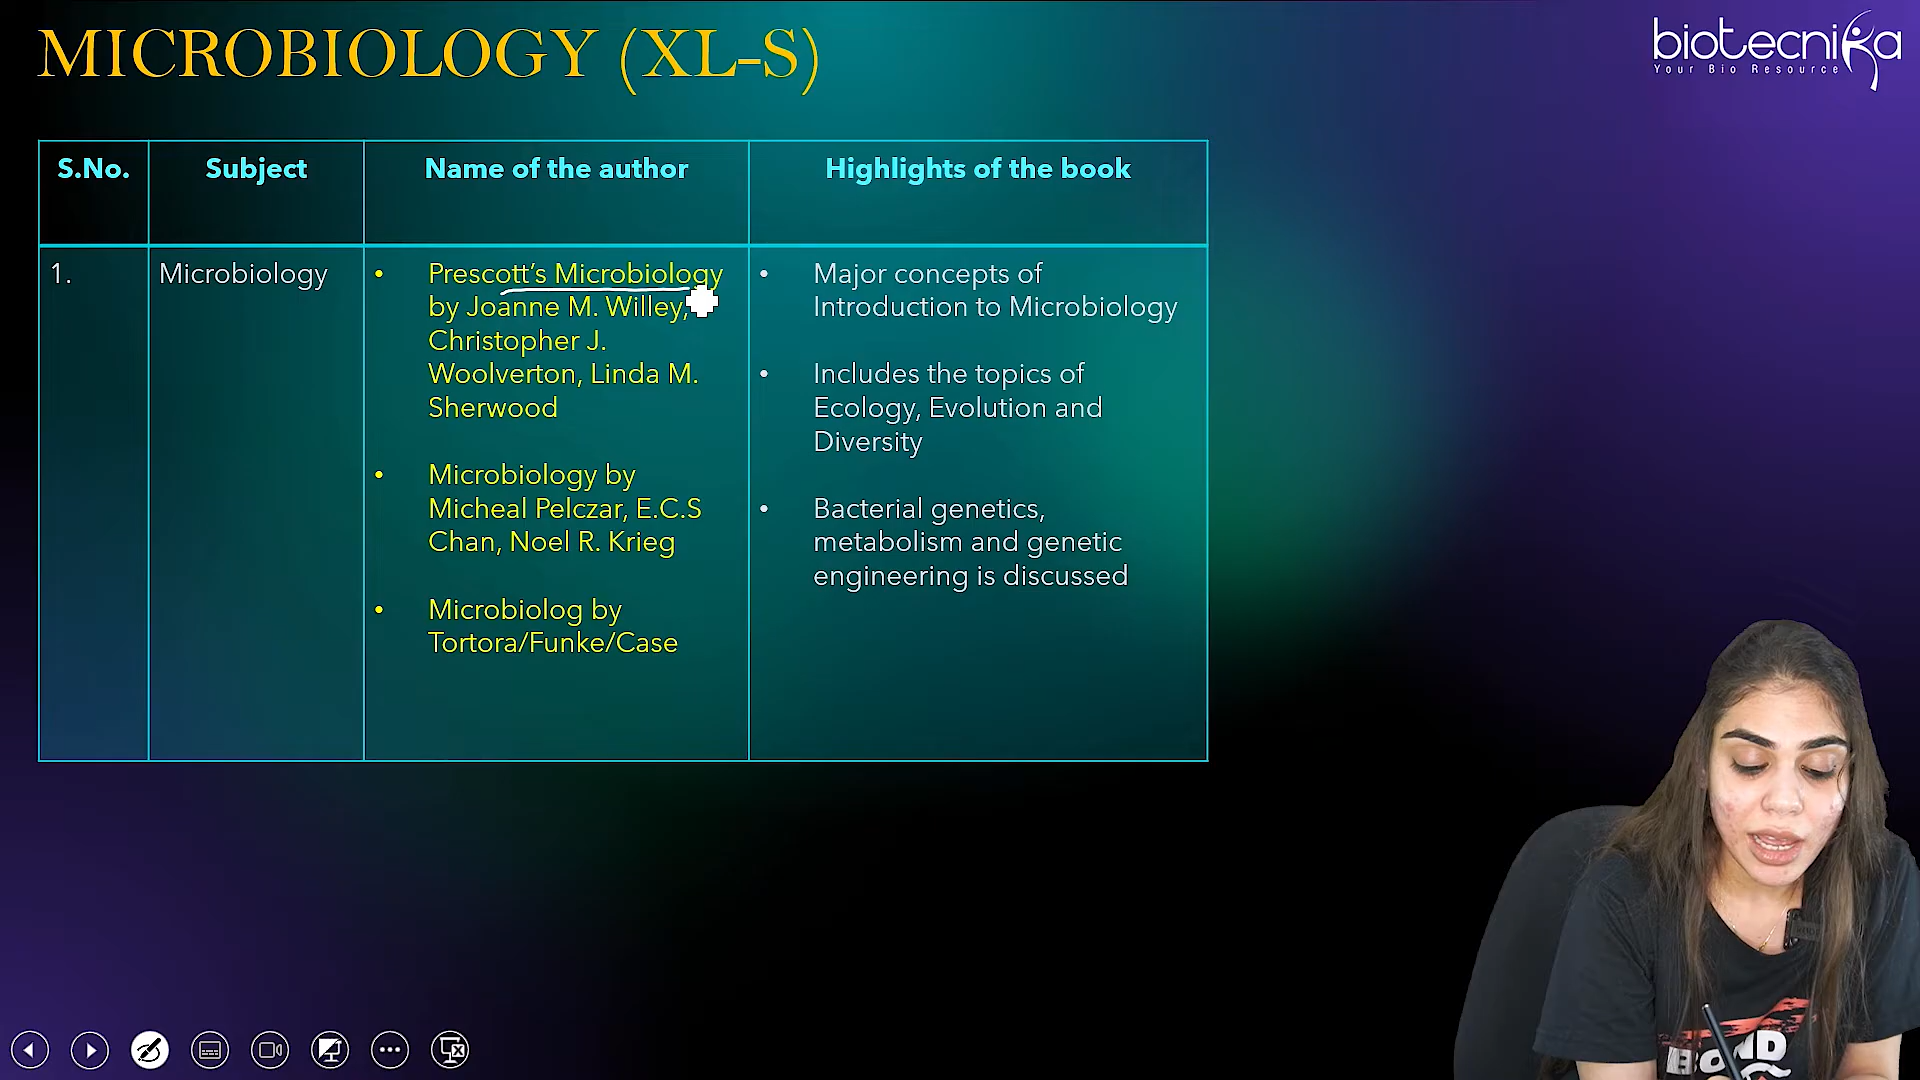 MICROBIOLOGY (XL-S)
biotecnika
Your Bio Resource
S.No.
Subject
Name of the author
Highlights of the book
1.
Microbiology
• Prescott's Microbiology
by Joanne M. Willey,
Christopher J.
Woolverton, Linda M.
Sherwood
• Microbiology by
Micheal Pelczar, E.C.S
Chan, Noel R. Krieg
• Microbiolog by
Tortora/Funke/Case
• Major concepts of
Introduction to Microbiology
• Includes the topics of
Ecology, Evolution and
Diversity
• Bacterial genetics,
metabolism and genetic
engineering is discussed